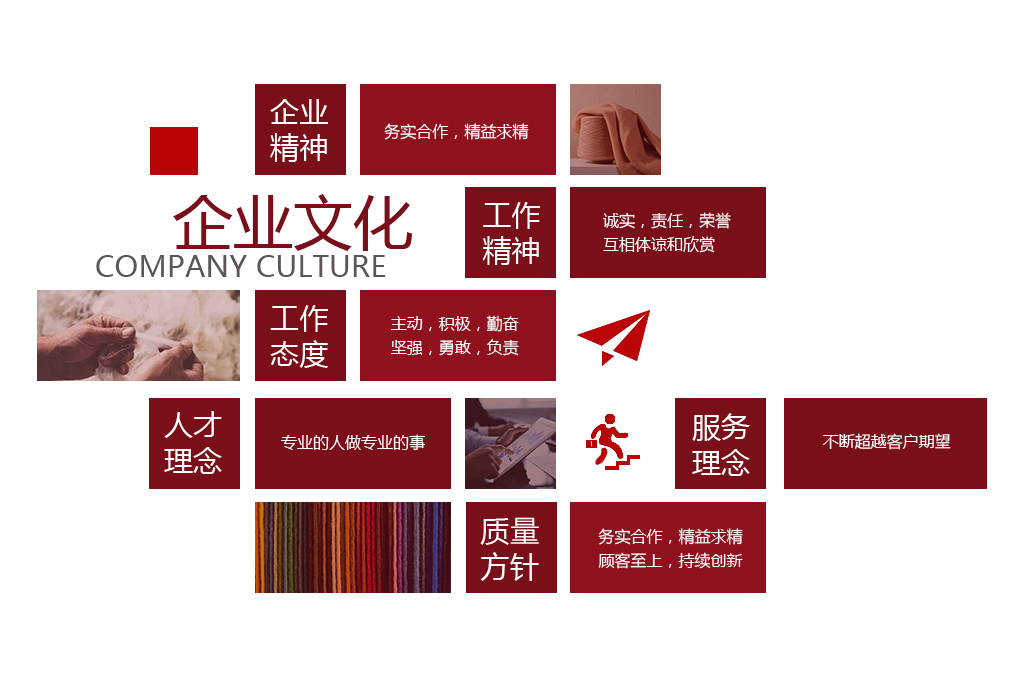 企业
精神
务实合作，精益求精
企业文化
COMPANY CULTURE
工作
精神
诚实，责任，荣誉
互相体谅和欣赏
工作
态度
主动，积极，勤奋
坚强，勇敢，负责
人才
理念
专业的人做专业的事
服务
理念
不断超越客户期望
质量
方针
务实合作，精益求精
顾客至上，持续创新